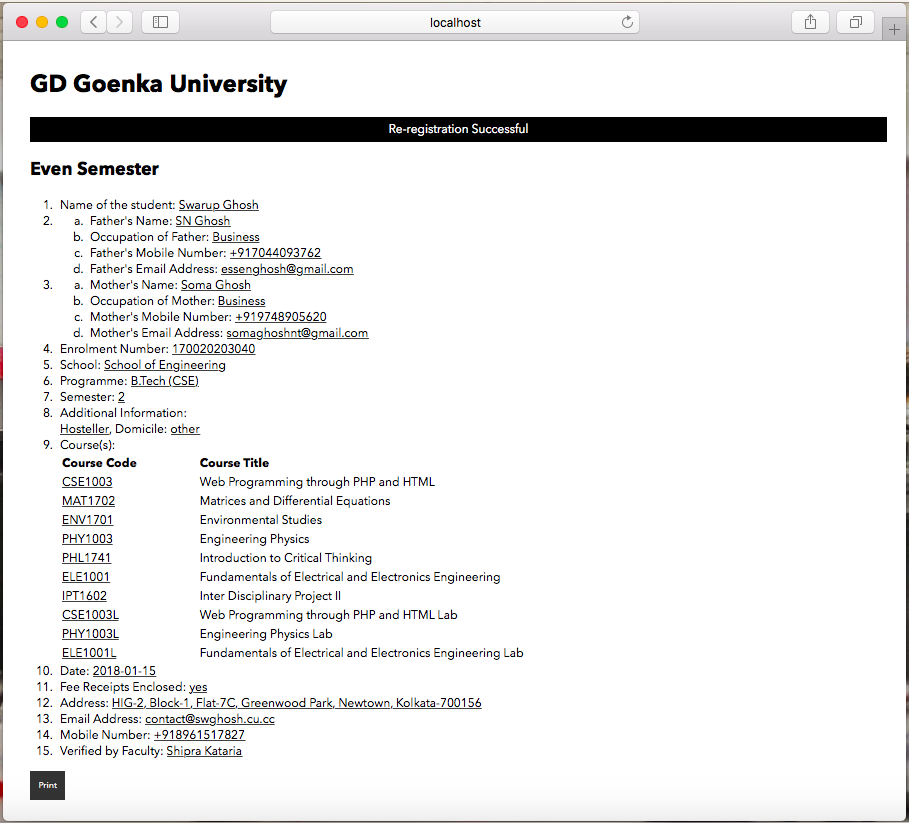 localhost
GD Goenka University
Re-registration Successful
Even Semester
1. Name of the student: Swarup Ghosh
2. a. Father's Name: SN Ghosh
b. Occupation of Father: Business
c. Father's Mobile Number: +917044093762
d. Father's Email Address: essenghosh@gmail.com
3. a. Mother's Name: Soma Ghosh
b. Occupation of Mother: Business
c. Mother's Mobile Number: +919748905620
d. Mother's Email Address: somaghoshnt@gmail.com
4. Enrolment Number: 170020203040
5. School: School of Engineering
6. Programme: B.Tech (CSE)
7. Semester: 2
8. Additional Information:
Hosteller, Domicile: other
9. Course(s):
Course Code Course Title
CSE1003 Web Programming through PHP and HTML
MAT1702 Matrices and Differential Equations
ENV1701 Environmental Studies
PHY1003 Engineering Physics
PHL1741 Introduction to Critical Thinking
ELE1001 Fundamentals of Electrical and Electronics Engineering
IPT1602 Inter Disciplinary Project II
CSE1003L Web Programming through PHP and HTML Lab
PHY1003L Engineering Physics Lab
ELE1001L Fundamentals of Electrical and Electronics Engineering Lab
10. Date: 2018-01-15
11. Fee Receipts Enclosed: yes
12. Address: HIG-2, Block-1, Flat-7C, Greenwood Park, Newtown, Kolkata-700156
13. Email Address: contact@swghosh.cu.cc
14. Mobile Number: +918961517827
15. Verified by Faculty: Shipra Kataria
Print